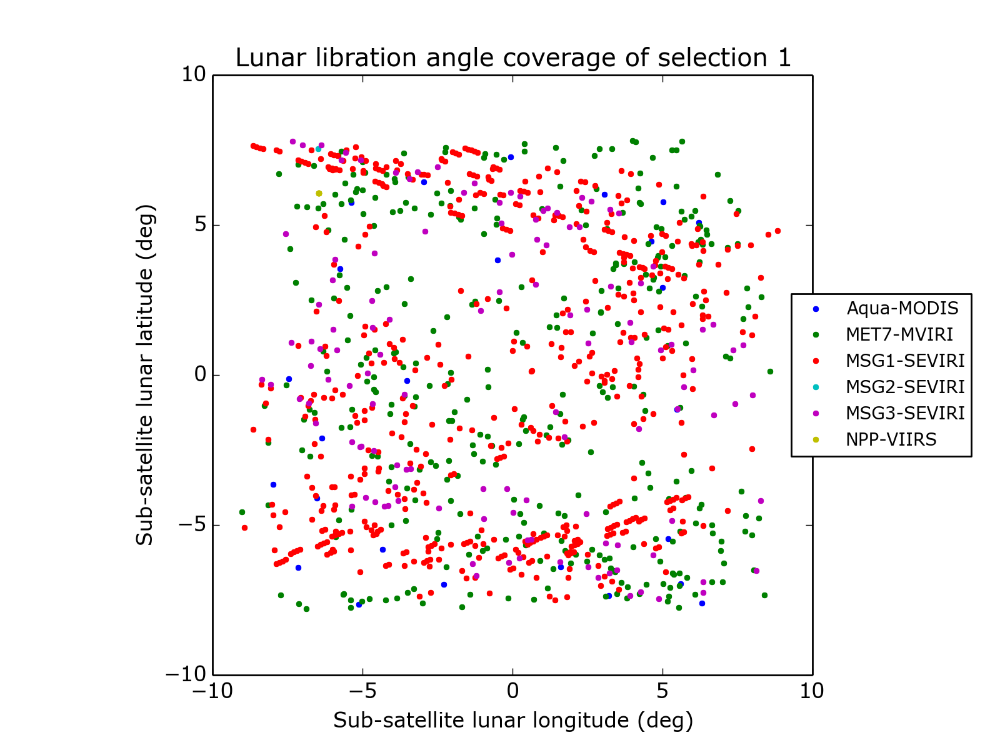 Lunar libration angle coverage of selection 1
10
5
0
−5
−10
Sub-satellite lunar latitude (deg)
−10 −5 0 5 10
Sub-satellite lunar longitude (deg)
Aqua-MODIS
MET7-MVIRI
MSG1-SEVIRI
MSG2-SEVIRI
MSG3-SEVIRI
NPP-VIIRS